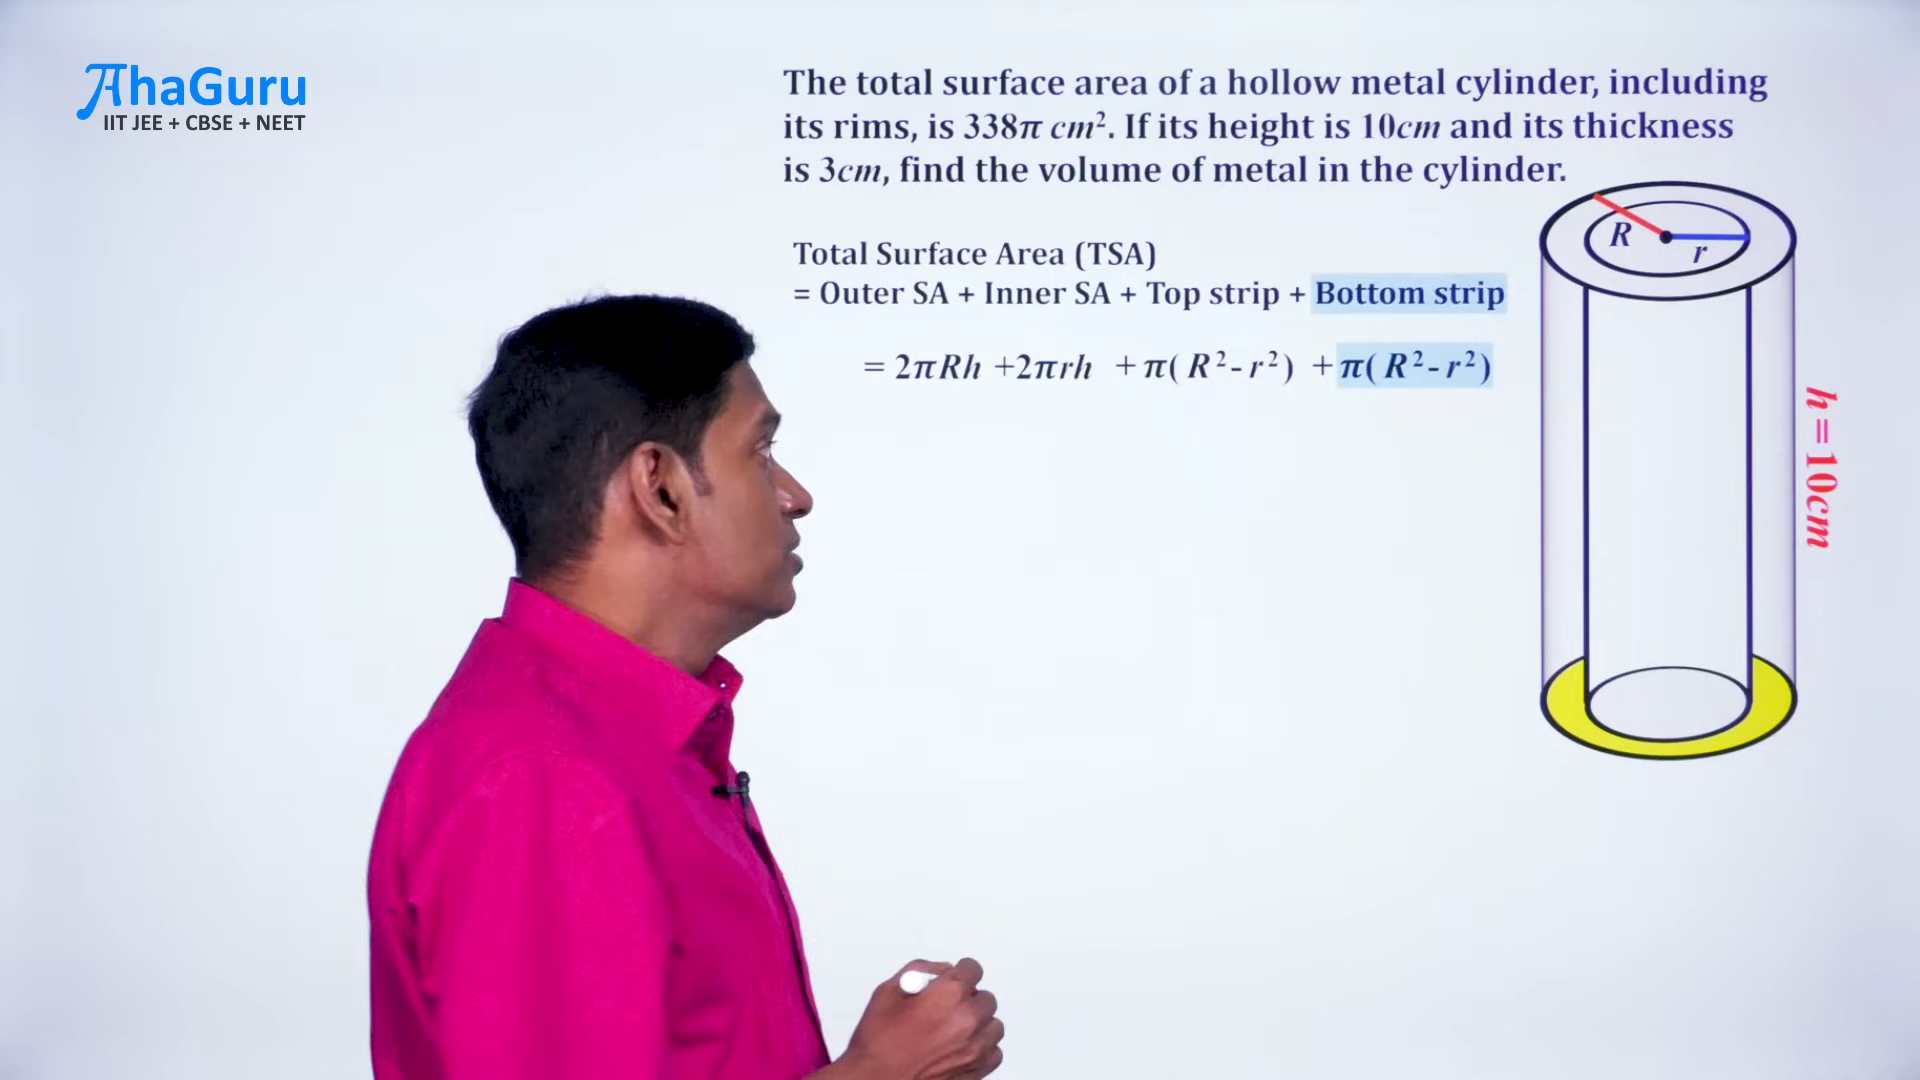 AhaGuru
IIT JEE + CBSE + NEET
The total surface area of a hollow metal cylinder, including
its rims, is 338π cm². If its height is 10cm and its thickness
is 3cm, find the volume of metal in the cylinder.
R
r
Total Surface Area (TSA)
= Outer SA + Inner SA + Top strip + Bottom strip
= 2πRh +2πrh + π( R²- r²) + π( R²- r²)
h = 10cm